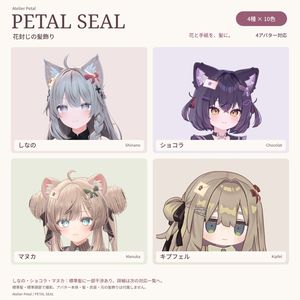 Atelier Petal
PETAL SEAL
花封じの髪飾り
4種 × 10色
花と手紙を、髪に。
4アバター対応
しなの
Shinano
ショコラ
Chocolat
マヌカ
Manuka
キプフェル
Kipfel
しなの・ショコラ・マヌカ：標準髪に一部干渉あり。詳細は次の対応一覧へ。
Atelier Petal / PETAL SEAL